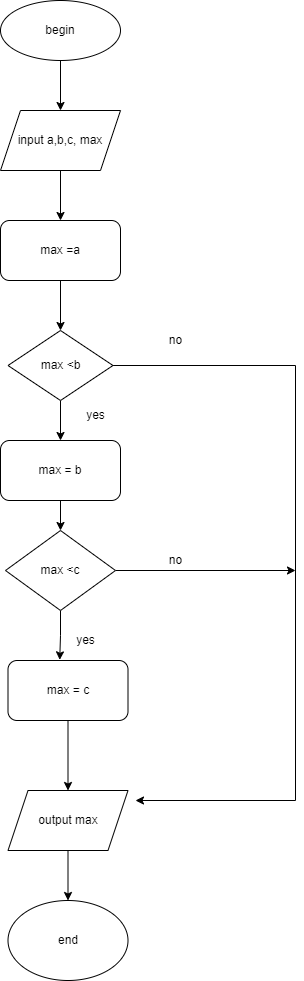 begin
input a,b,c, max
max =a
max <b
no
yes
max = b
max <c
no
yes
max = c
output max
end